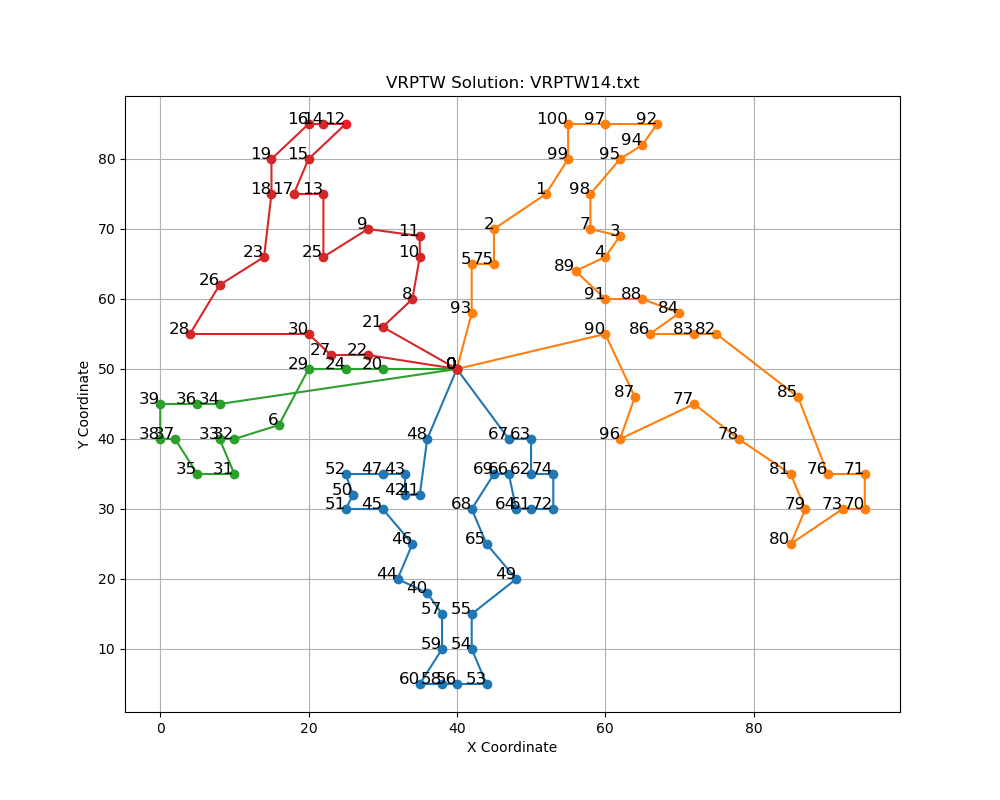 VRPTW Solution: VRPTW14.txt
16 14 12 100 97 92
94
19 15 99 95
18 17 13 1 98
9 11 2 7 3
23 25 10 5 75 4 89
26
8 93 91 88 84
28 30 21 90 86 83 82
27 22
29 24 20 0
39 36 34 87 77 85
6
38 37 33 32 48 67 63 96 78
35 31 52 47 43 69 66 62 74 81 76 71
50 42 41
51 45 68 64 61 72 79 73 70
46 65 80
44 40 49
57 55
59 54
60 58 56 53
80
70
60
50
40
30
20
10
Y Coordinate
0 20 40 60 80
X Coordinate